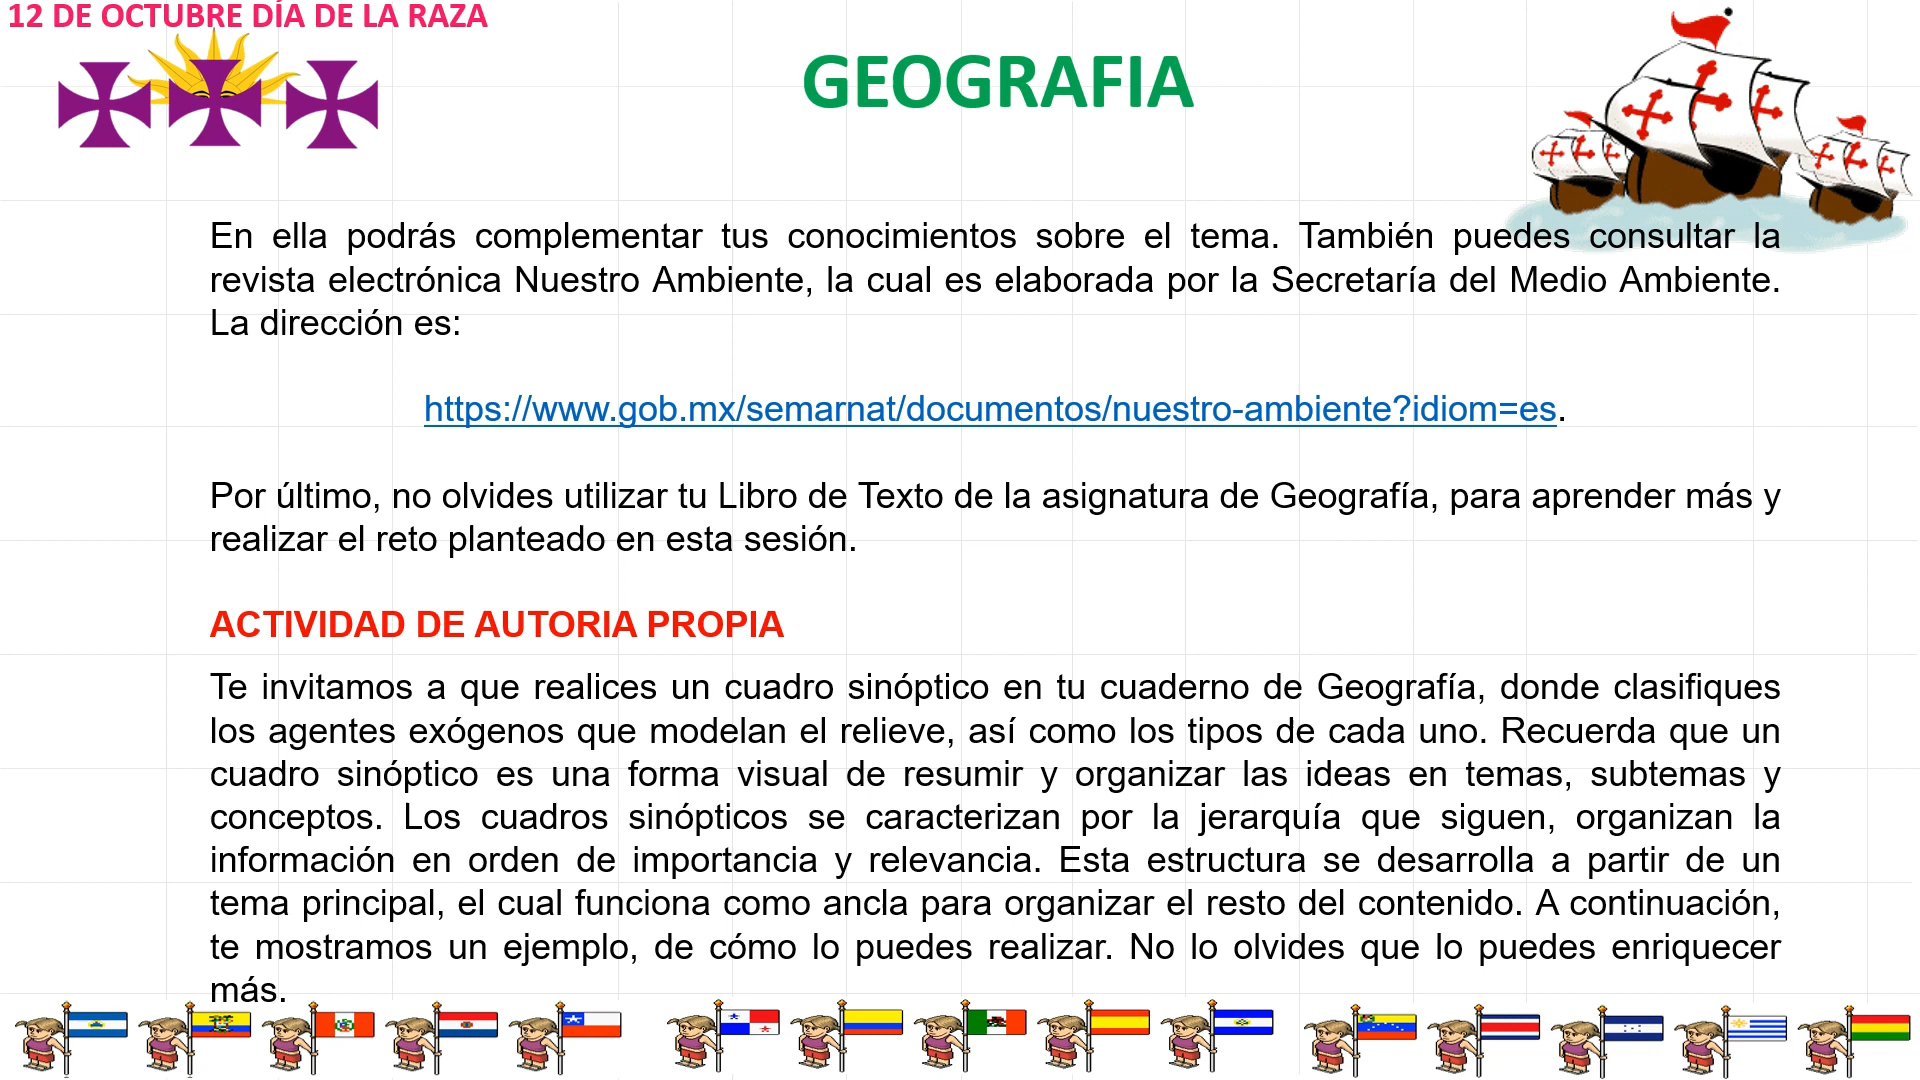 12 DE OCTUBRE DÍA DE LA RAZA
GEOGRAFIA
En ella podrás complementar tus conocimientos sobre el tema. También puedes consultar la
revista electrónica Nuestro Ambiente, la cual es elaborada por la Secretaría del Medio Ambiente.
La dirección es:
https://www.gob.mx/semarnat/documentos/nuestro-ambiente?idiom=es.
Por último, no olvides utilizar tu Libro de Texto de la asignatura de Geografía, para aprender más y
realizar el reto planteado en esta sesión.
ACTIVIDAD DE AUTORIA PROPIA
Te invitamos a que realices un cuadro sinóptico en tu cuaderno de Geografía, donde clasifiques
los agentes exógenos que modelan el relieve, así como los tipos de cada uno. Recuerda que un
cuadro sinóptico es una forma visual de resumir y organizar las ideas en temas, subtemas y
conceptos. Los cuadros sinópticos se caracterizan por la jerarquía que siguen, organizan la
información en orden de importancia y relevancia. Esta estructura se desarrolla a partir de un
tema principal, el cual funciona como ancla para organizar el resto del contenido. A continuación,
te mostramos un ejemplo, de cómo lo puedes realizar. No lo olvides que lo puedes enriquecer
más.